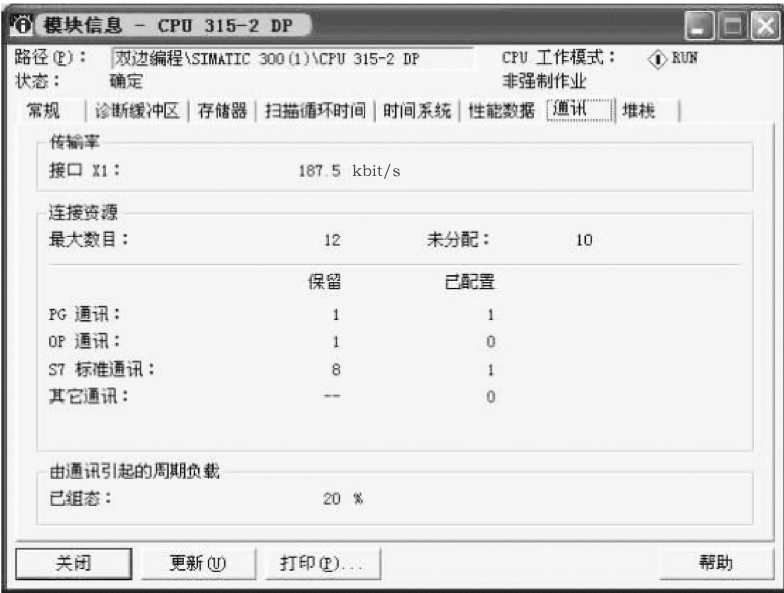 模块信息 - CPU 315-2 DP
路径(P): 双边编程\SIMATIC 300(1)\CPU 315-2 DP CPU 工作模式: RUN
状态: 确定 非强制作业
常规 诊断缓冲区 存储器 扫描循环时间 时间系统 性能数据 通讯 堆栈
传输率
接口 X1: 187.5 kbit/s
连接资源
最大数目: 12 未分配: 10
保留 已配置
PG 通讯: 1 1
OP 通讯: 1 0
S7 标准通讯: 8 1
其它通讯: -- 0
由通讯引起的周期负载
已组态: 20 %
关闭 更新(U) 打印(P)... 帮助